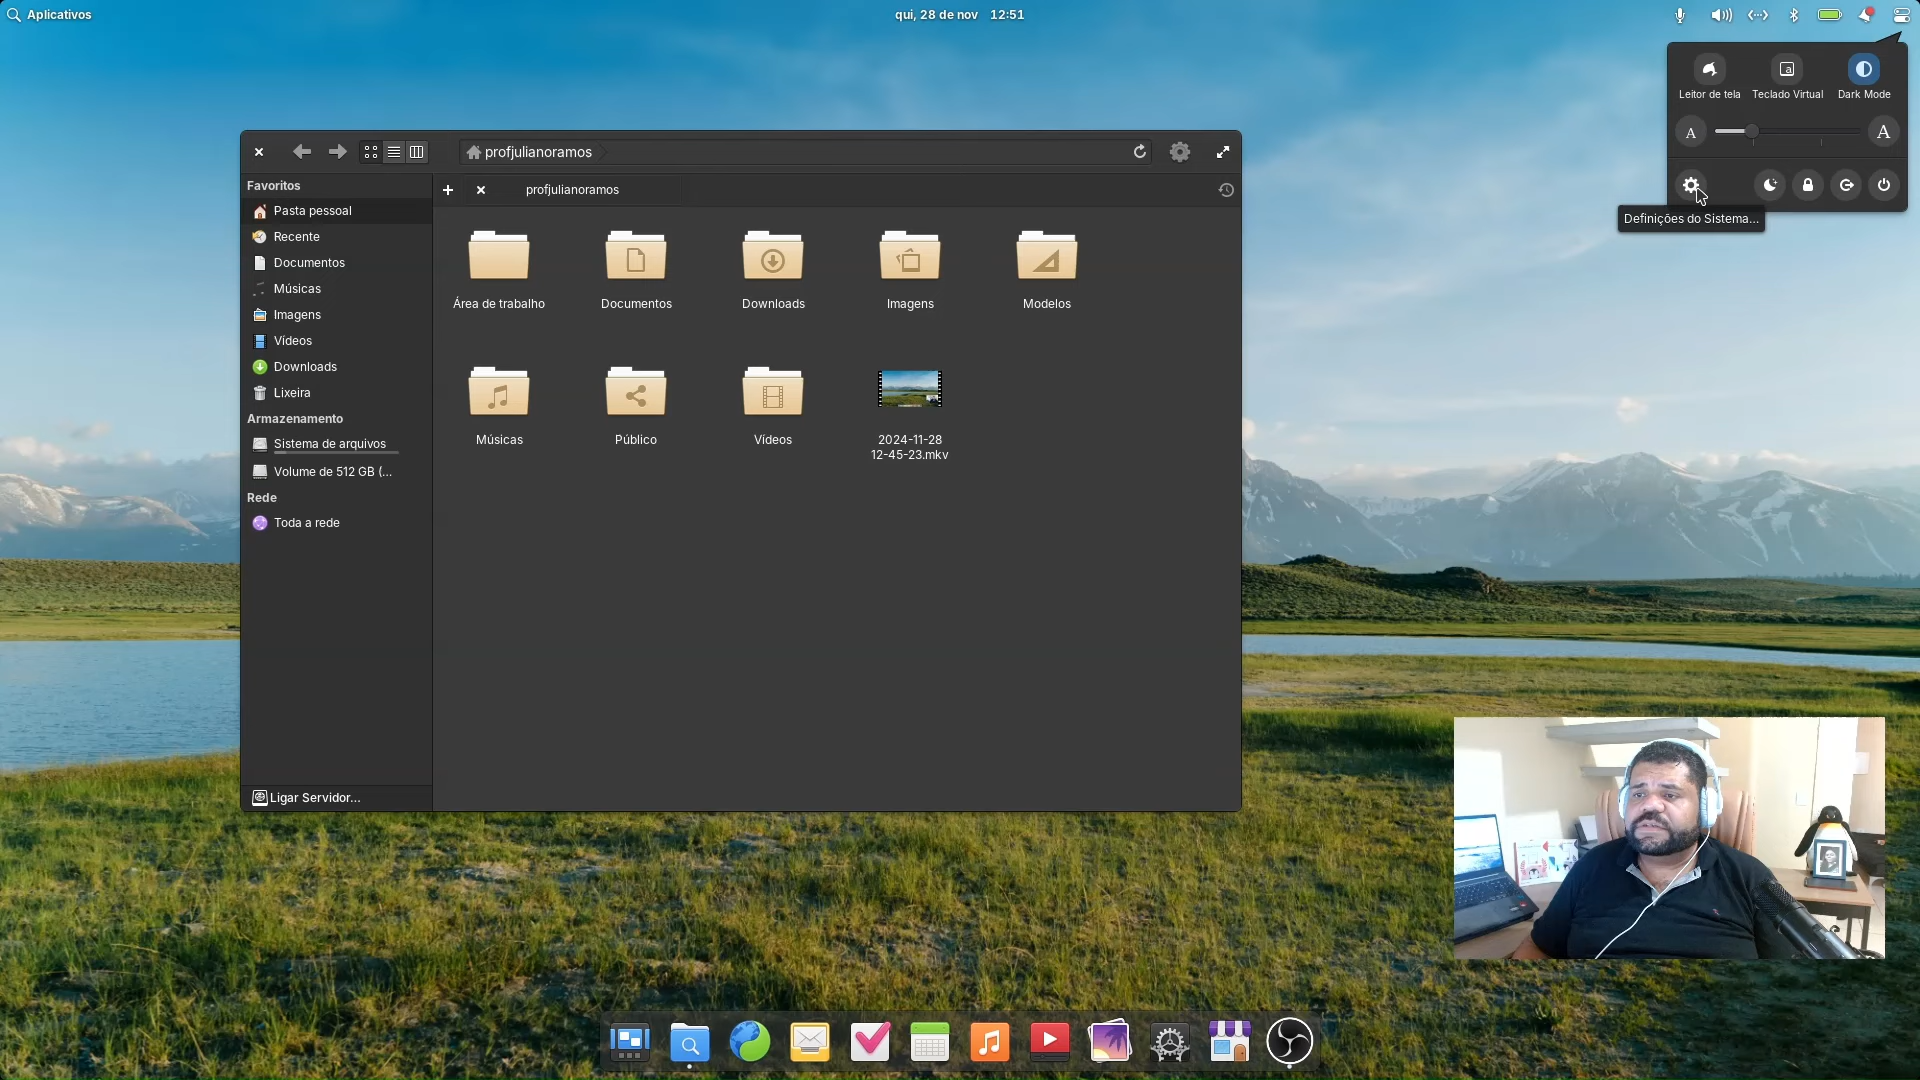 Aplicativos
qui, 28 de nov 12:51
Leitor de tela
Teclado Virtual
Dark Mode
A
A
Definições do Sistema...
profjulianoramos
profjulianoramos
Favoritos
Pasta pessoal
Recente
Documentos
Músicas
Imagens
Vídeos
Downloads
Lixeira
Armazenamento
Sistema de arquivos
Volume de 512 GB (...
Rede
Toda a rede
Ligar Servidor...
Área de trabalho
Documentos
Downloads
Imagens
Modelos
Músicas
Público
Vídeos
2024-11-28
12-45-23.mkv